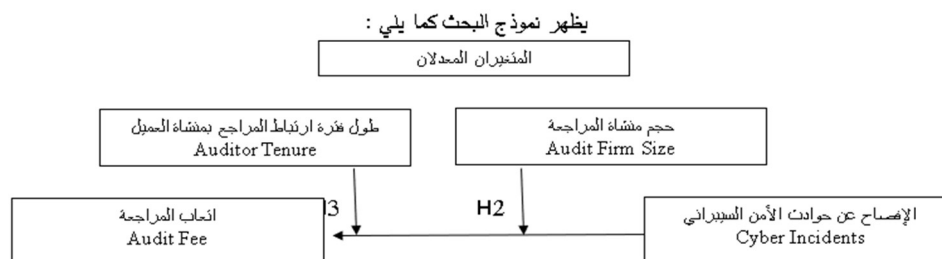 يظهر نموذج البحث كما يلي :
المتغيران المعدلان
حجم منشاة المراجعة
Audit Firm Size
طول فترة ارتباط المراجع بمنشاة العميل
Auditor Tenure
H2
الإفصاح عن حوادث الأمن السيبراني
Cyber Incidents
اتعاب المراجعة
Audit Fee